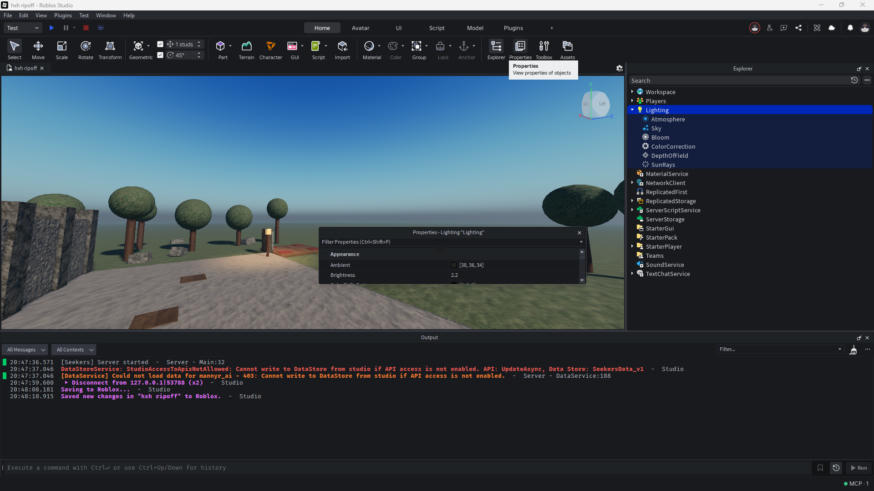 hxh ripoff - Roblox Studio
File Edit View Plugins Test Window Help
Test
Home Avatar UI Script Model Plugins
1 studs
45°
Select Move Scale Rotate Transform Geometric Part Terrain Character GUI Script Import Material Color Group Lock Anchor Explorer Properties Toolbox Assets
Properties
View properties of objects
hxh ripoff
Explorer
Search
Workspace
Players
Lighting
Atmosphere
Sky
Bloom
ColorCorrection
DepthOfField
SunRays
MaterialService
NetworkClient
ReplicatedFirst
ReplicatedStorage
ServerScriptService
ServerStorage
StarterGui
StarterPack
StarterPlayer
Teams
SoundService
TextChatService
Properties - Lighting "Lighting"
Filter Properties (Ctrl+Shift+P)
Appearance
Ambient
Brightness 2.2
Output
All Messages All Contexts Filter...
20:47:36.571 [Seekers] Server started - Server - Main:32
20:47:37.046 DataStoreService: StudioAccessToApisNotAllowed: Cannot write to DataStore from studio if API access is not enabled. API: UpdateAsync, Data Store: SeekersData_v1 - Studio
20:47:37.046 [DataService] Could not load data for mannyr_ai - 403: Cannot write to DataStore from studio if API access is not enabled. - Server - DataService:188
20:47:59.600 Disconnect from 127.0.0.1|53788 (x2) - Studio
20:48:08.181 Saving to Roblox... - Studio
20:48:10.915 Saved new changes in "hxh ripoff" to Roblox. - Studio
Execute a command with Ctrl+↵ or use Ctrl+Up/Down for history
Run
MCP · 1